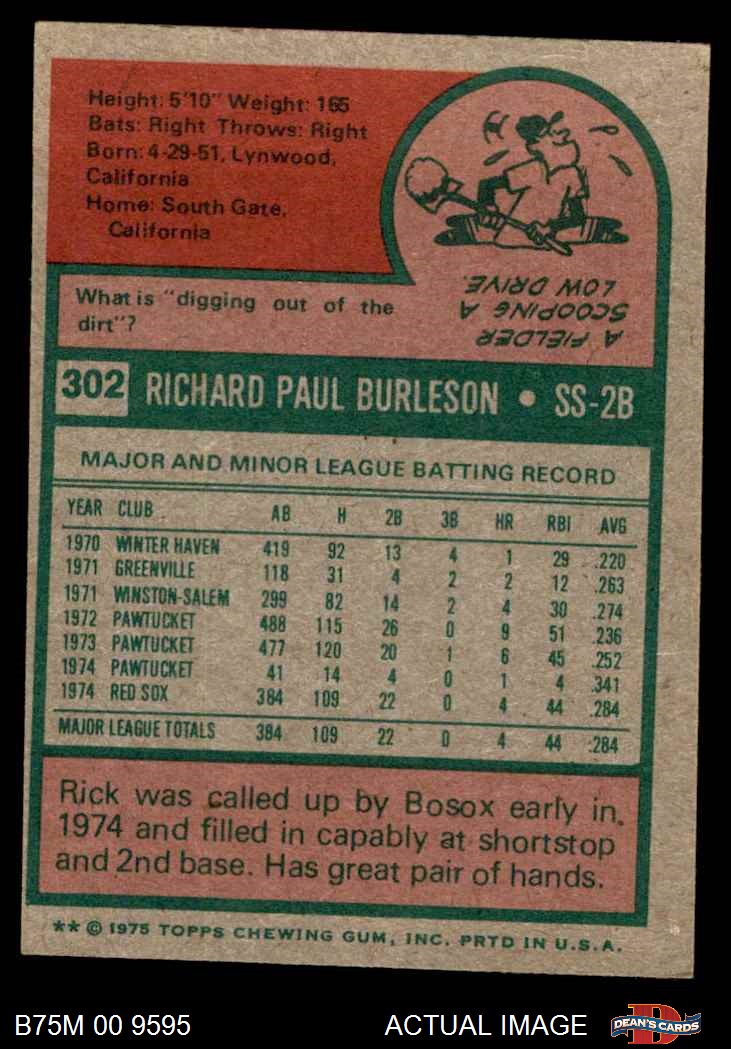 Height: 5'10" Weight: 165
Bats: Right Throws: Right
Born: 4-29-51, Lynwood,
California
Home: South Gate,
California
What is "digging out of the
dirt"?
A FIELDER
SCOOPING A
LOW DRIVE.
302 RICHARD PAUL BURLESON • SS-2B
MAJOR AND MINOR LEAGUE BATTING RECORD
YEAR CLUB AB H 2B 3B HR RBI AVG
1970 WINTER HAVEN 419 92 13 4 1 29 .220
1971 GREENVILLE 118 31 4 2 2 12 .263
1971 WINSTON-SALEM 299 82 14 2 4 30 .274
1972 PAWTUCKET 488 115 26 0 9 51 .236
1973 PAWTUCKET 477 120 20 1 6 45 .252
1974 PAWTUCKET 41 14 4 0 1 4 .341
1974 RED SOX 384 109 22 0 4 44 .284
MAJOR LEAGUE TOTALS 384 109 22 0 4 44 .284
Rick was called up by Bosox early in
1974 and filled in capably at shortstop
and 2nd base. Has great pair of hands.
** © 1975 TOPPS CHEWING GUM, INC. PRTD IN U.S.A.
B75M 00 9595 ACTUAL IMAGE
DEAN'S CARDS